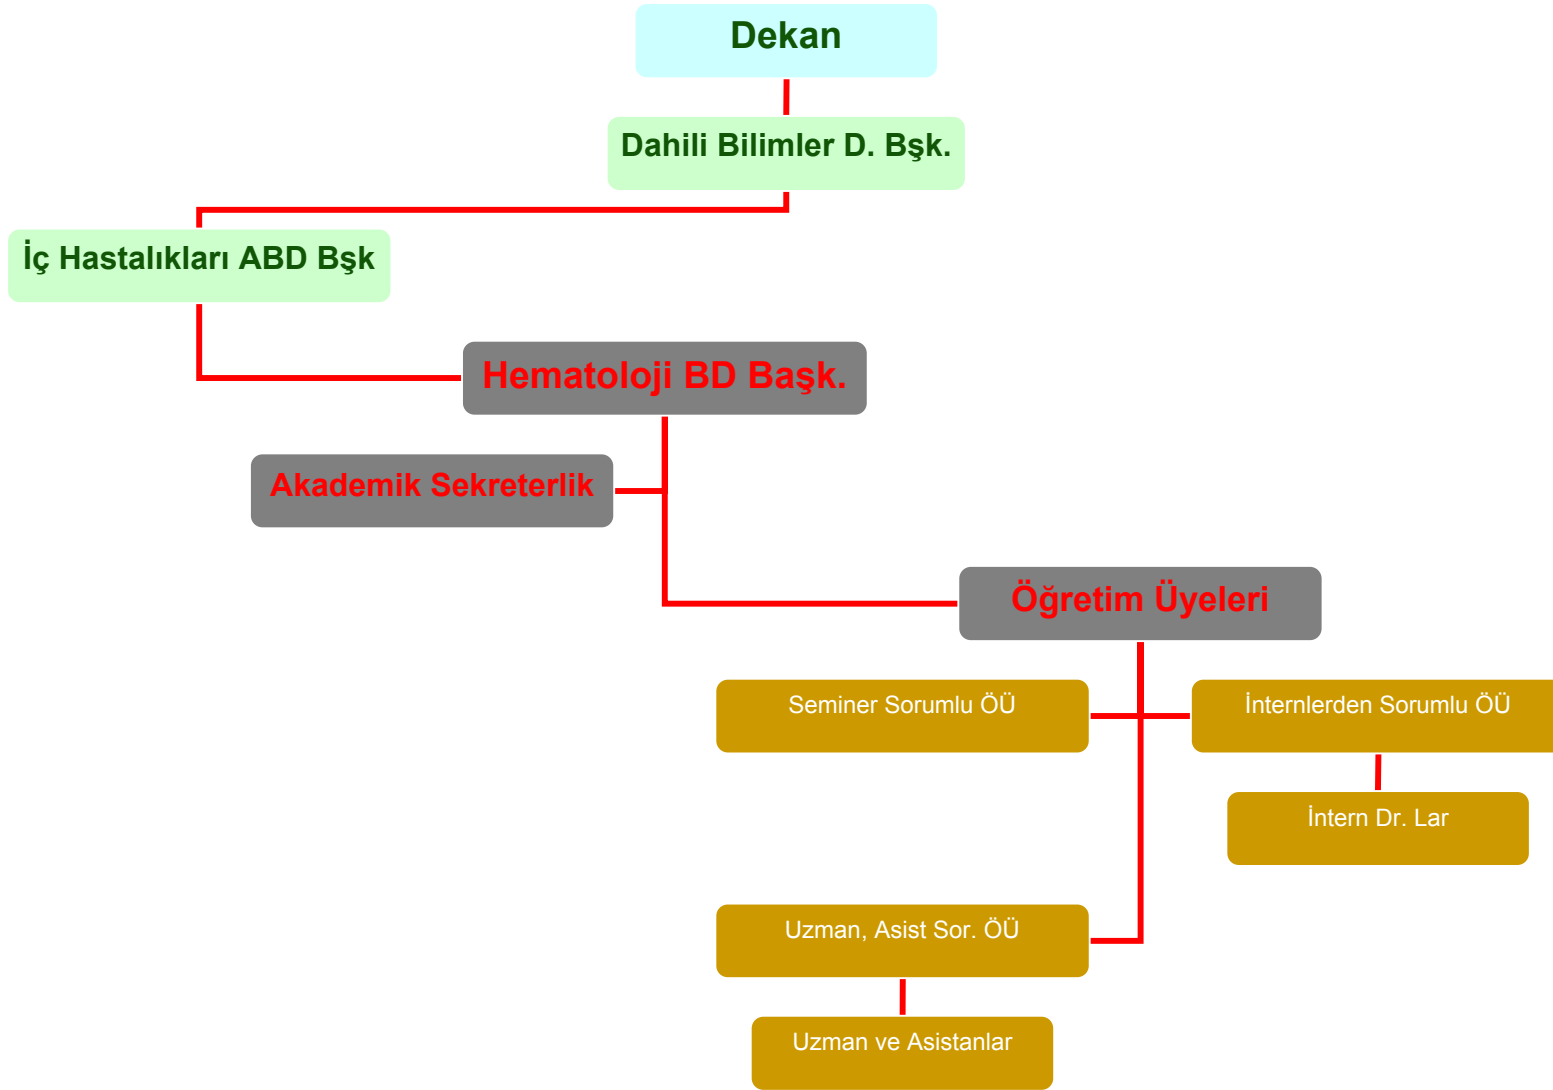 Dekan
Dahili Bilimler D. Bşk.
İç Hastalıkları ABD Bşk
Hematoloji BD Başk.
Akademik Sekreterlik
Öğretim Üyeleri
Seminer Sorumlu ÖÜ
İnternlerden Sorumlu ÖÜ
İntern Dr. Lar
Uzman, Asist Sor. ÖÜ
Uzman ve Asistanlar